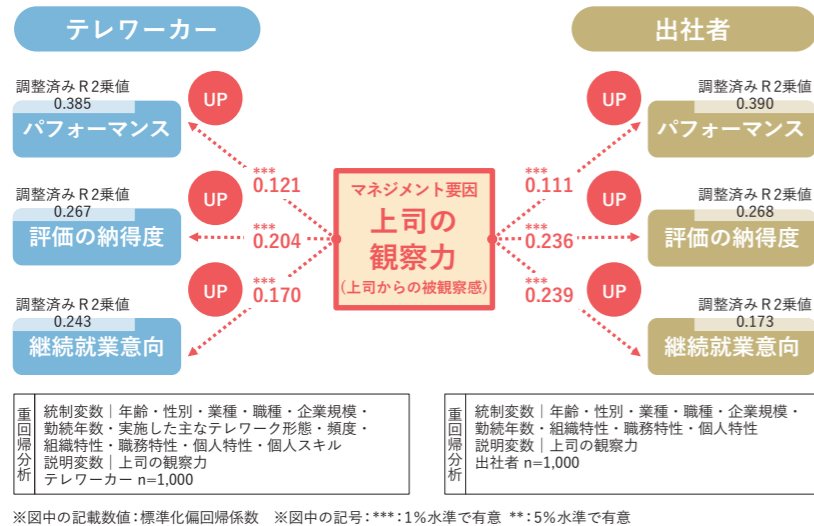 テレワーカー
出社者
調整済みR2乗値
0.385
パフォーマンス
UP
***
0.121
調整済みR2乗値
0.267
評価の納得度
UP
***
0.204
調整済みR2乗値
0.243
継続就業意向
UP
***
0.170
マネジメント要因
上司の
観察力
(上司からの被観察感)
調整済みR2乗値
0.390
パフォーマンス
UP
***
0.111
調整済みR2乗値
0.268
評価の納得度
UP
***
0.236
調整済みR2乗値
0.173
継続就業意向
UP
***
0.239
重回帰分析
統制変数｜年齢・性別・業種・職種・企業規模・
勤続年数・実施した主なテレワーク形態・頻度・
組織特性・職務特性・個人特性・個人スキル
説明変数｜上司の観察力
テレワーカー n=1,000
重回帰分析
統制変数｜年齢・性別・業種・職種・企業規模・
勤続年数・組織特性・職務特性・個人特性
説明変数｜上司の観察力
出社者 n=1,000
※図中の記載数値：標準化偏回帰係数 ※図中の記号：***：1%水準で有意 **：5%水準で有意